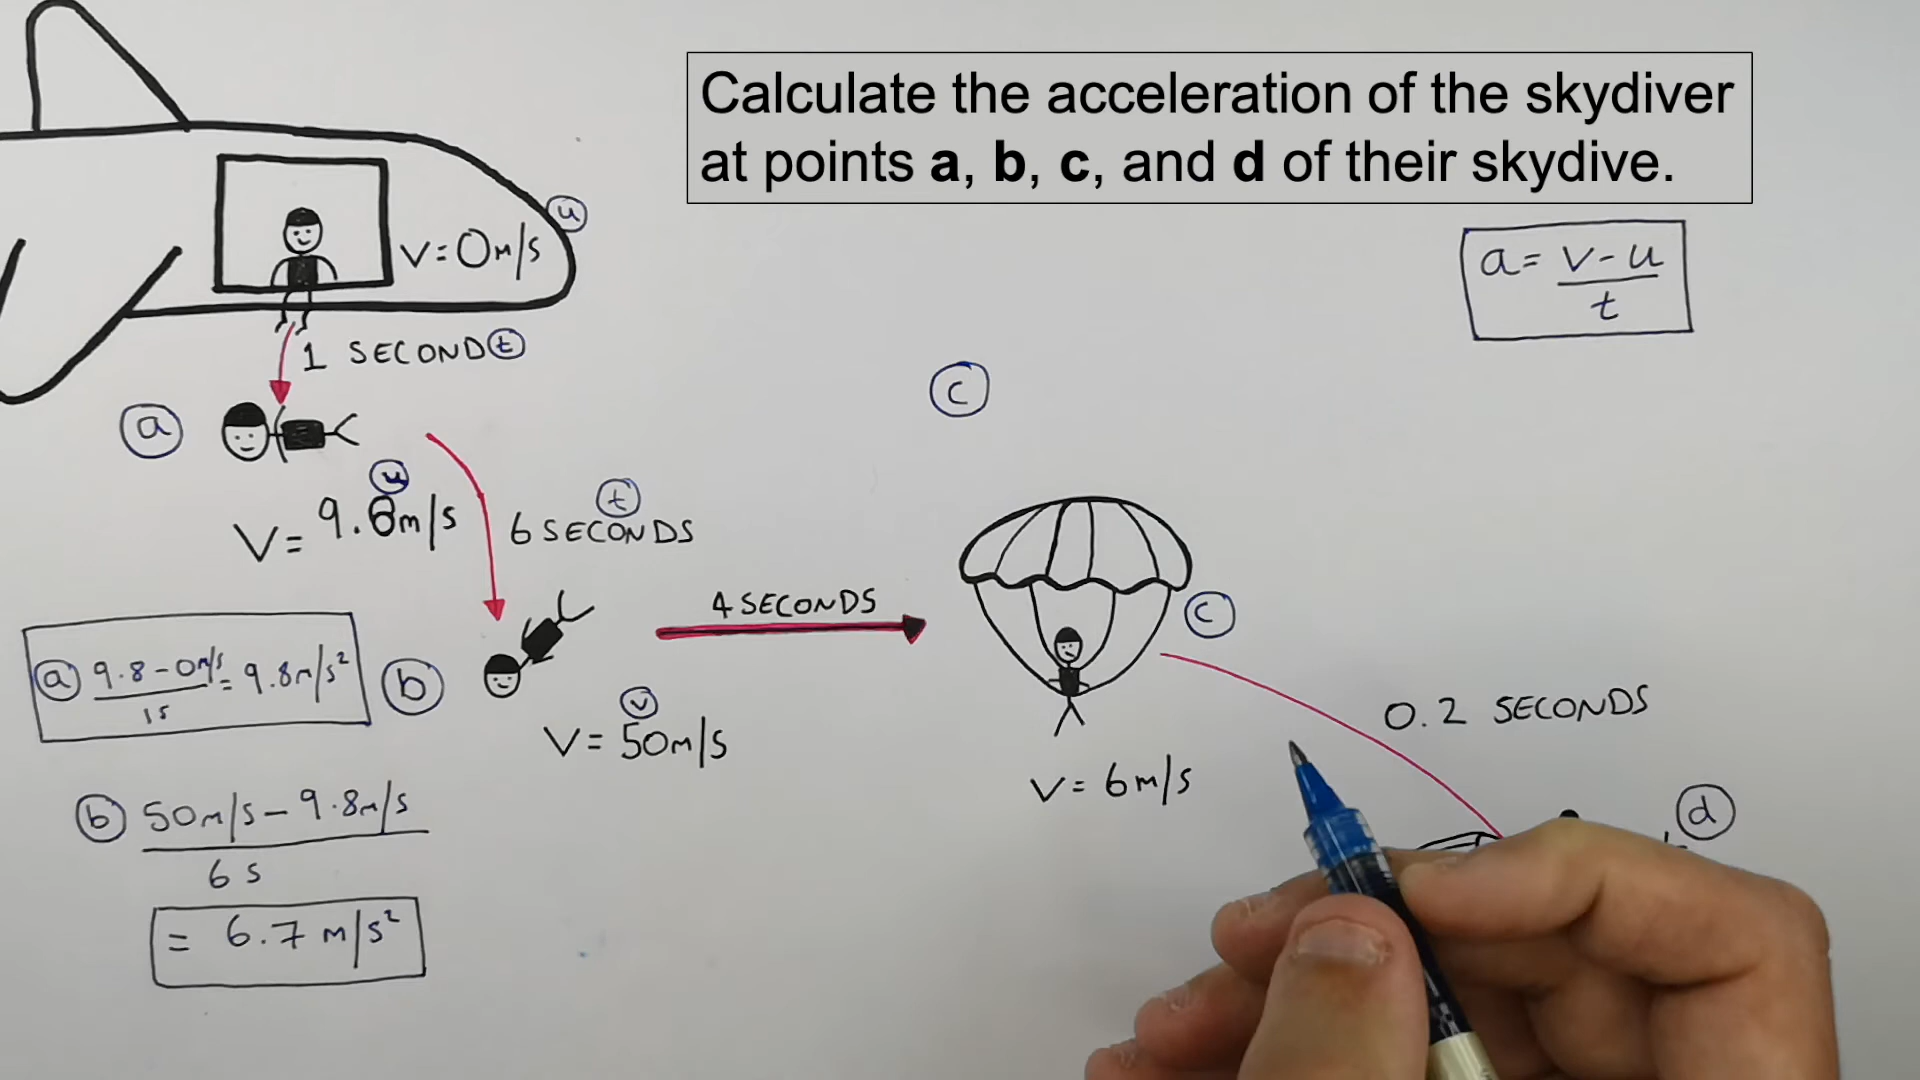 Calculate the acceleration of the skydiver
at points a, b, c, and d of their skydive.
u
V=0m/s
a= v-u
t
1 SECOND t
c
a
u
V= 9.8m/s
t
6 SECONDS
4 SECONDS
c
a 9.8-0m/s = 9.8m/s²
1s
b
v
V= 50m/s
0.2 SECONDS
V= 6m/s
d
b 50m/s - 9.8m/s
6 s
= 6.7 m/s²